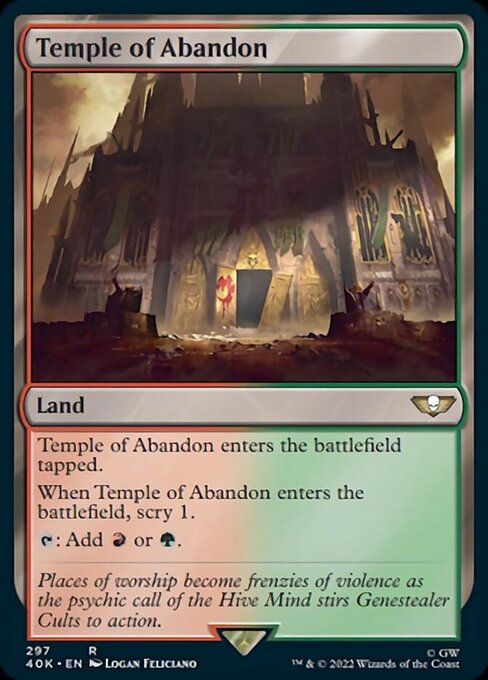 Temple of Abandon
Land
Temple of Abandon enters the battlefield
tapped.
When Temple of Abandon enters the
battlefield, scry 1.
: Add or .
Places of worship become frenzies of violence as
the psychic call of the Hive Mind stirs Genestealer
Cults to action.
297 R
40K • EN Logan Feliciano
© GW
™ & © 2022 Wizards of the Coast